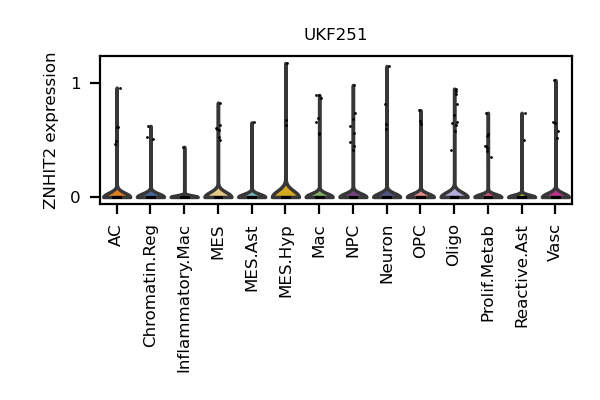 UKF251
ZNHIT2 expression
1
0
AC
Chromatin.Reg
Inflammatory.Mac
MES
MES.Ast
MES.Hyp
Mac
NPC
Neuron
OPC
Oligo
Prolif.Metab
Reactive.Ast
Vasc